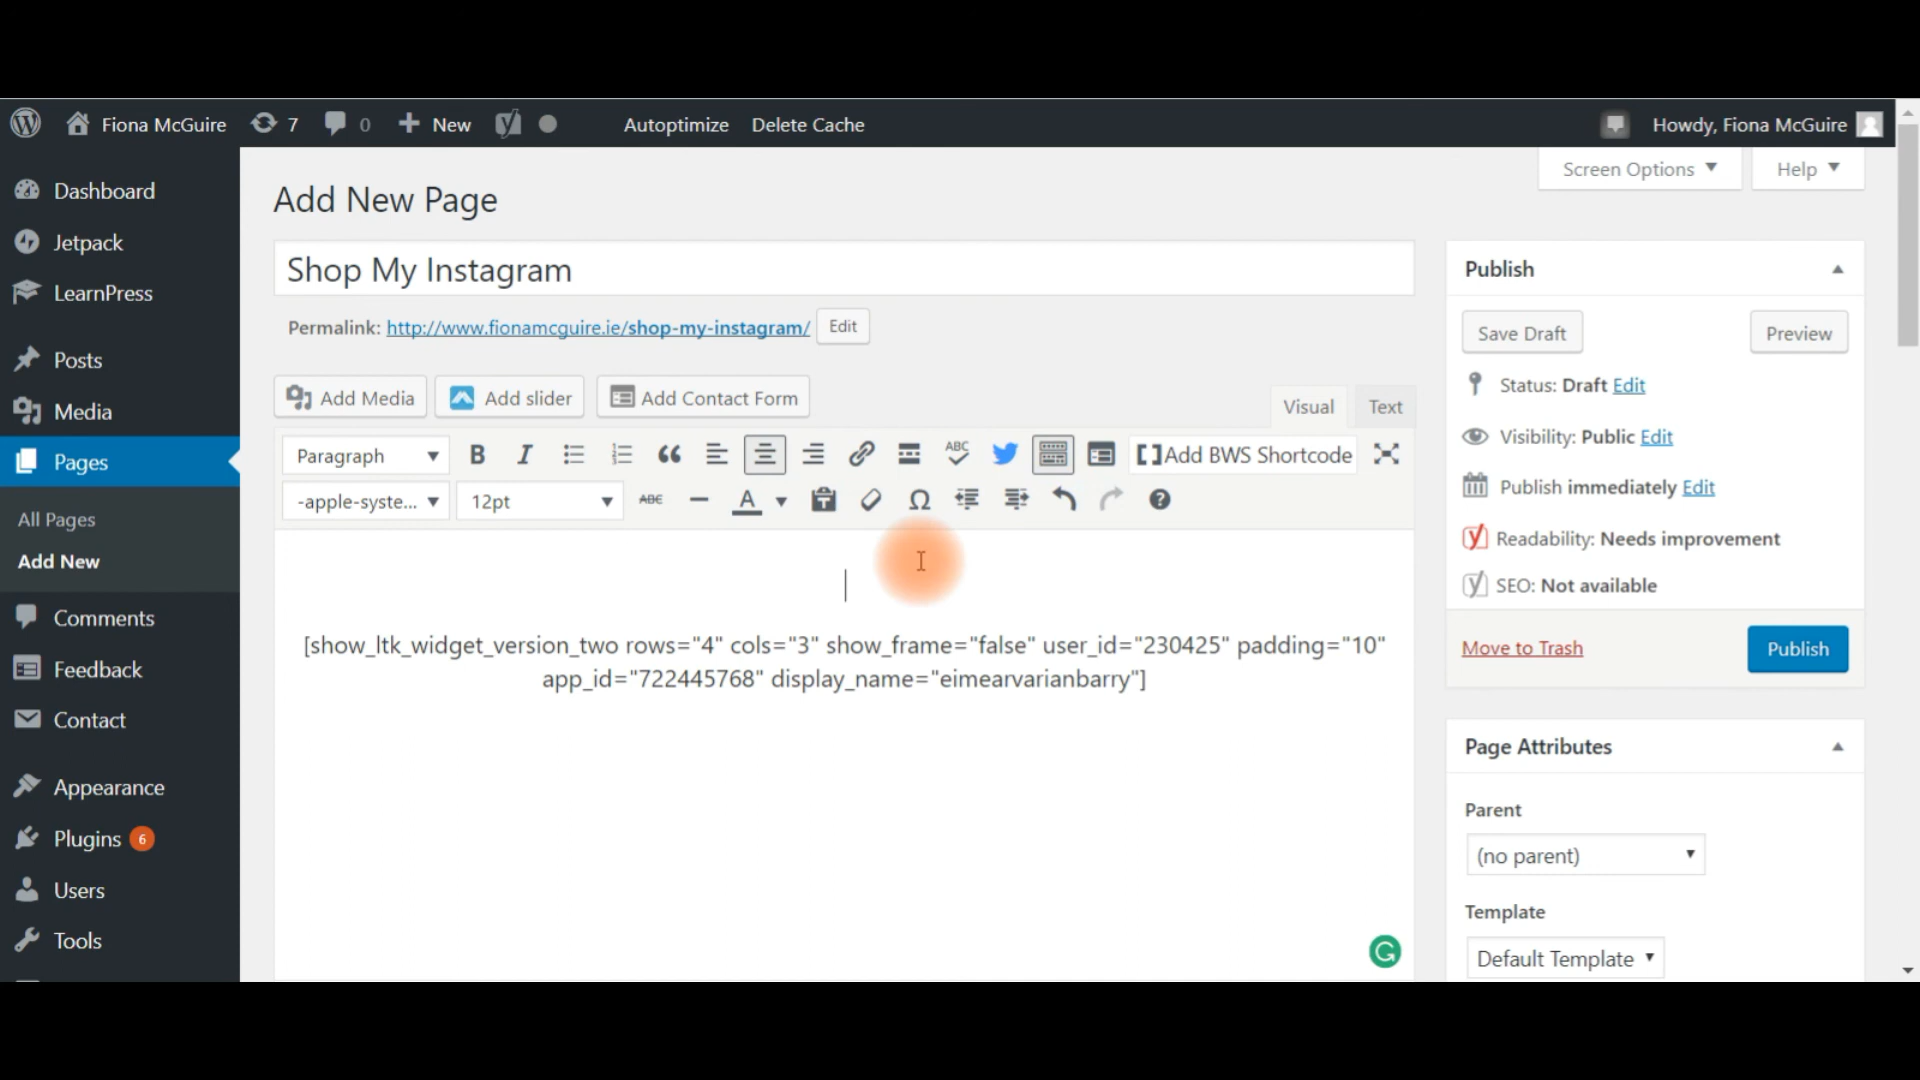 Fiona McGuire 7 0 New Autoptimize Delete Cache Howdy, Fiona McGuire
Screen Options Help
Dashboard
Jetpack
LearnPress
Posts
Media
Pages
All Pages
Add New
Comments
Feedback
Contact
Appearance
Plugins 6
Users
Tools
Add New Page
Shop My Instagram
Permalink: http://www.fionamcguire.ie/shop-my-instagram/ Edit
Add Media Add slider Add Contact Form
Visual Text
Paragraph B I ABC Add BWS Shortcode
-apple-syste... 12pt ABC A Ω
[show_ltk_widget_version_two rows="4" cols="3" show_frame="false" user_id="230425" padding="10"
app_id="722445768" display_name="eimearvarianbarry"]
Publish
Save Draft Preview
Status: Draft Edit
Visibility: Public Edit
Publish immediately Edit
Readability: Needs improvement
SEO: Not available
Move to Trash Publish
Page Attributes
Parent
(no parent)
Template
Default Template